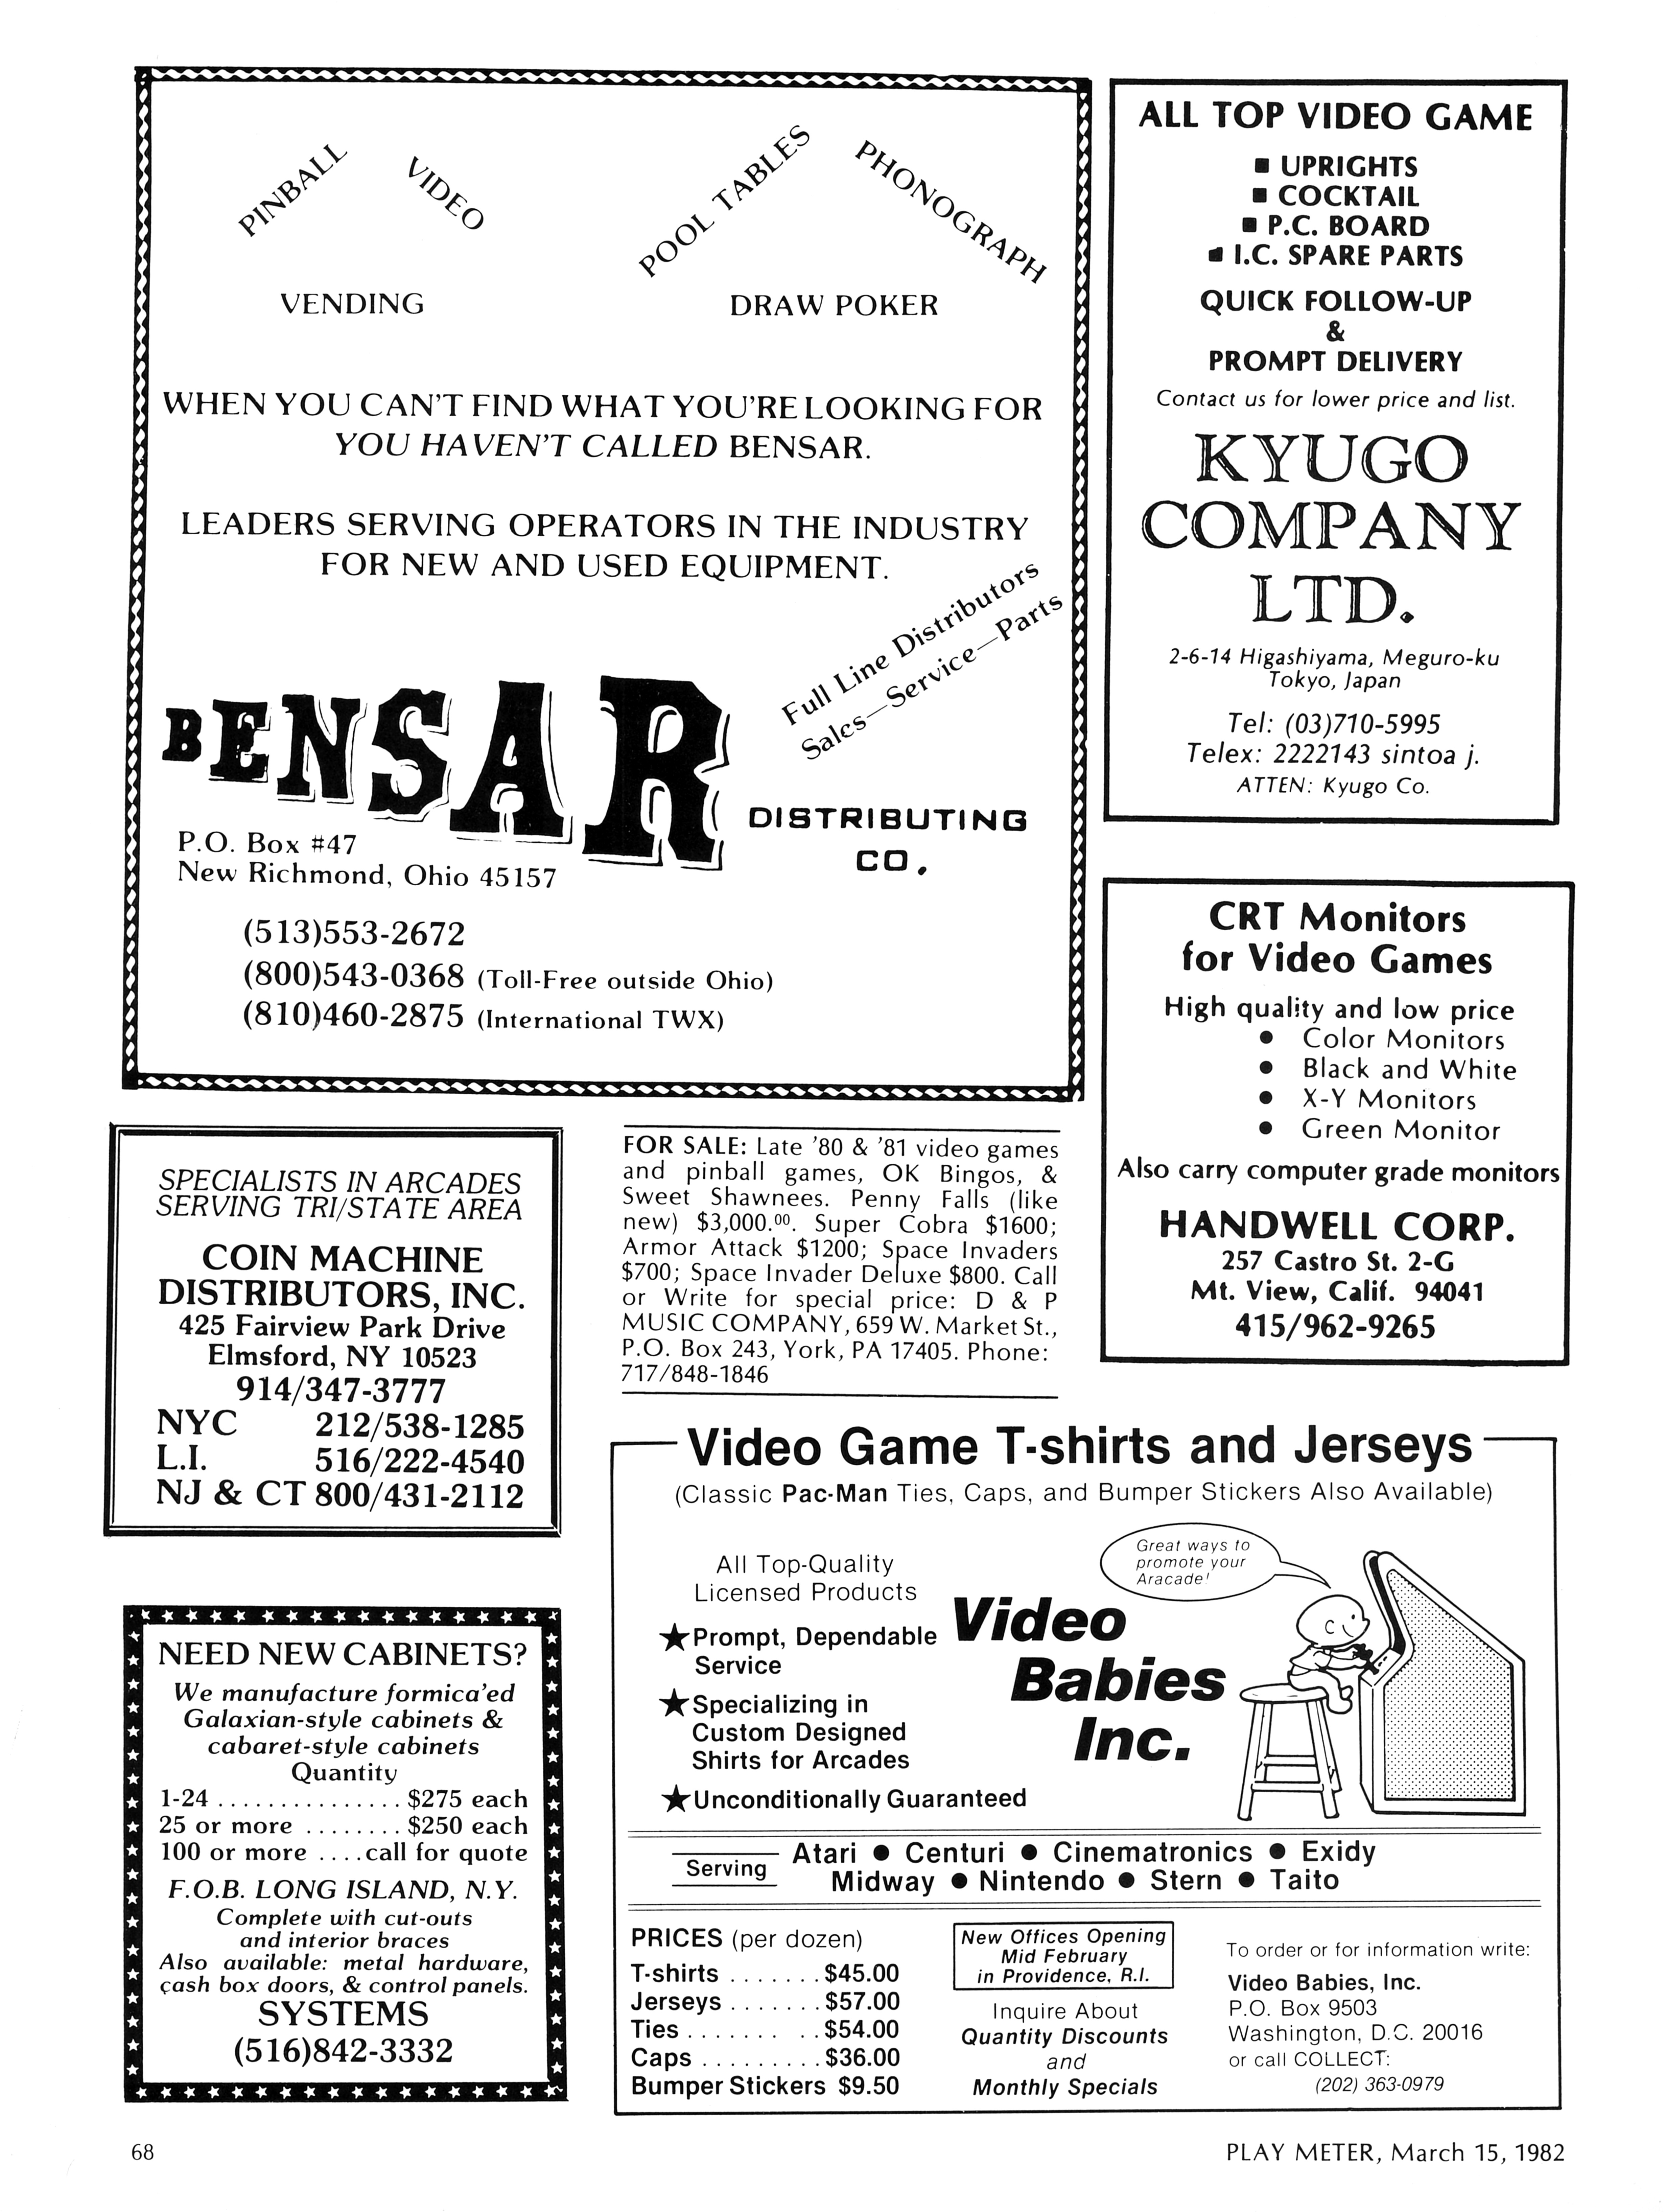 PINBALL
VIDEO
POOL TABLES
PHONOGRAPH
VENDING
DRAW POKER
WHEN YOU CAN'T FIND WHAT YOU'RE LOOKING FOR
YOU HAVEN'T CALLED BENSAR.
LEADERS SERVING OPERATORS IN THE INDUSTRY
FOR NEW AND USED EQUIPMENT.
Full Line Distributors
Sales—Service—Parts
BENSAR
DISTRIBUTING
CO.
P.O. Box #47
New Richmond, Ohio 45157
(513)553-2672
(800)543-0368 (Toll-Free outside Ohio)
(810)460-2875 (International TWX)
ALL TOP VIDEO GAME
■ UPRIGHTS
■ COCKTAIL
■ P.C. BOARD
■ I.C. SPARE PARTS
QUICK FOLLOW-UP
&
PROMPT DELIVERY
Contact us for lower price and list.
KYUGO
COMPANY
LTD.
2-6-14 Higashiyama, Meguro-ku
Tokyo, Japan
Tel: (03)710-5995
Telex: 2222143 sintoa j.
ATTEN: Kyugo Co.
CRT Monitors
for Video Games
High quality and low price
● Color Monitors
● Black and White
● X-Y Monitors
● Green Monitor
Also carry computer grade monitors
HANDWELL CORP.
257 Castro St. 2-G
Mt. View, Calif. 94041
415/962-9265
SPECIALISTS IN ARCADES
SERVING TRI/STATE AREA
COIN MACHINE
DISTRIBUTORS, INC.
425 Fairview Park Drive
Elmsford, NY 10523
914/347-3777
NYC 212/538-1285
L.I. 516/222-4540
NJ & CT 800/431-2112
FOR SALE: Late '80 & '81 video games
and pinball games, OK Bingos, &
Sweet Shawnees. Penny Falls (like
new) $3,000.00. Super Cobra $1600;
Armor Attack $1200; Space Invaders
$700; Space Invader Deluxe $800. Call
or Write for special price: D & P
MUSIC COMPANY, 659 W. Market St.,
P.O. Box 243, York, PA 17405. Phone:
717/848-1846
NEED NEW CABINETS?
We manufacture formica'ed
Galaxian-style cabinets &
cabaret-style cabinets
Quantity
1-24 ............... $275 each
25 or more ........ $250 each
100 or more ....call for quote
F.O.B. LONG ISLAND, N.Y.
Complete with cut-outs
and interior braces
Also available: metal hardware,
cash box doors, & control panels.
SYSTEMS
(516)842-3332
Video Game T-shirts and Jerseys
(Classic Pac-Man Ties, Caps, and Bumper Stickers Also Available)
All Top-Quality
Licensed Products
★ Prompt, Dependable
Service
★ Specializing in
Custom Designed
Shirts for Arcades
★ Unconditionally Guaranteed
Video
Babies
Inc.
Great ways to
promote your
Aracade!
Serving
Atari ● Centuri ● Cinematronics ● Exidy
Midway ● Nintendo ● Stern ● Taito
PRICES (per dozen)
T-shirts ....... $45.00
Jerseys ....... $57.00
Ties ....... .. $54.00
Caps ......... $36.00
Bumper Stickers $9.50
New Offices Opening
Mid February
in Providence, R.I.
Inquire About
Quantity Discounts
and
Monthly Specials
To order or for information write:
Video Babies, Inc.
P.O. Box 9503
Washington, D.C. 20016
or call COLLECT:
(202) 363-0979
68
PLAY METER, March 15, 1982